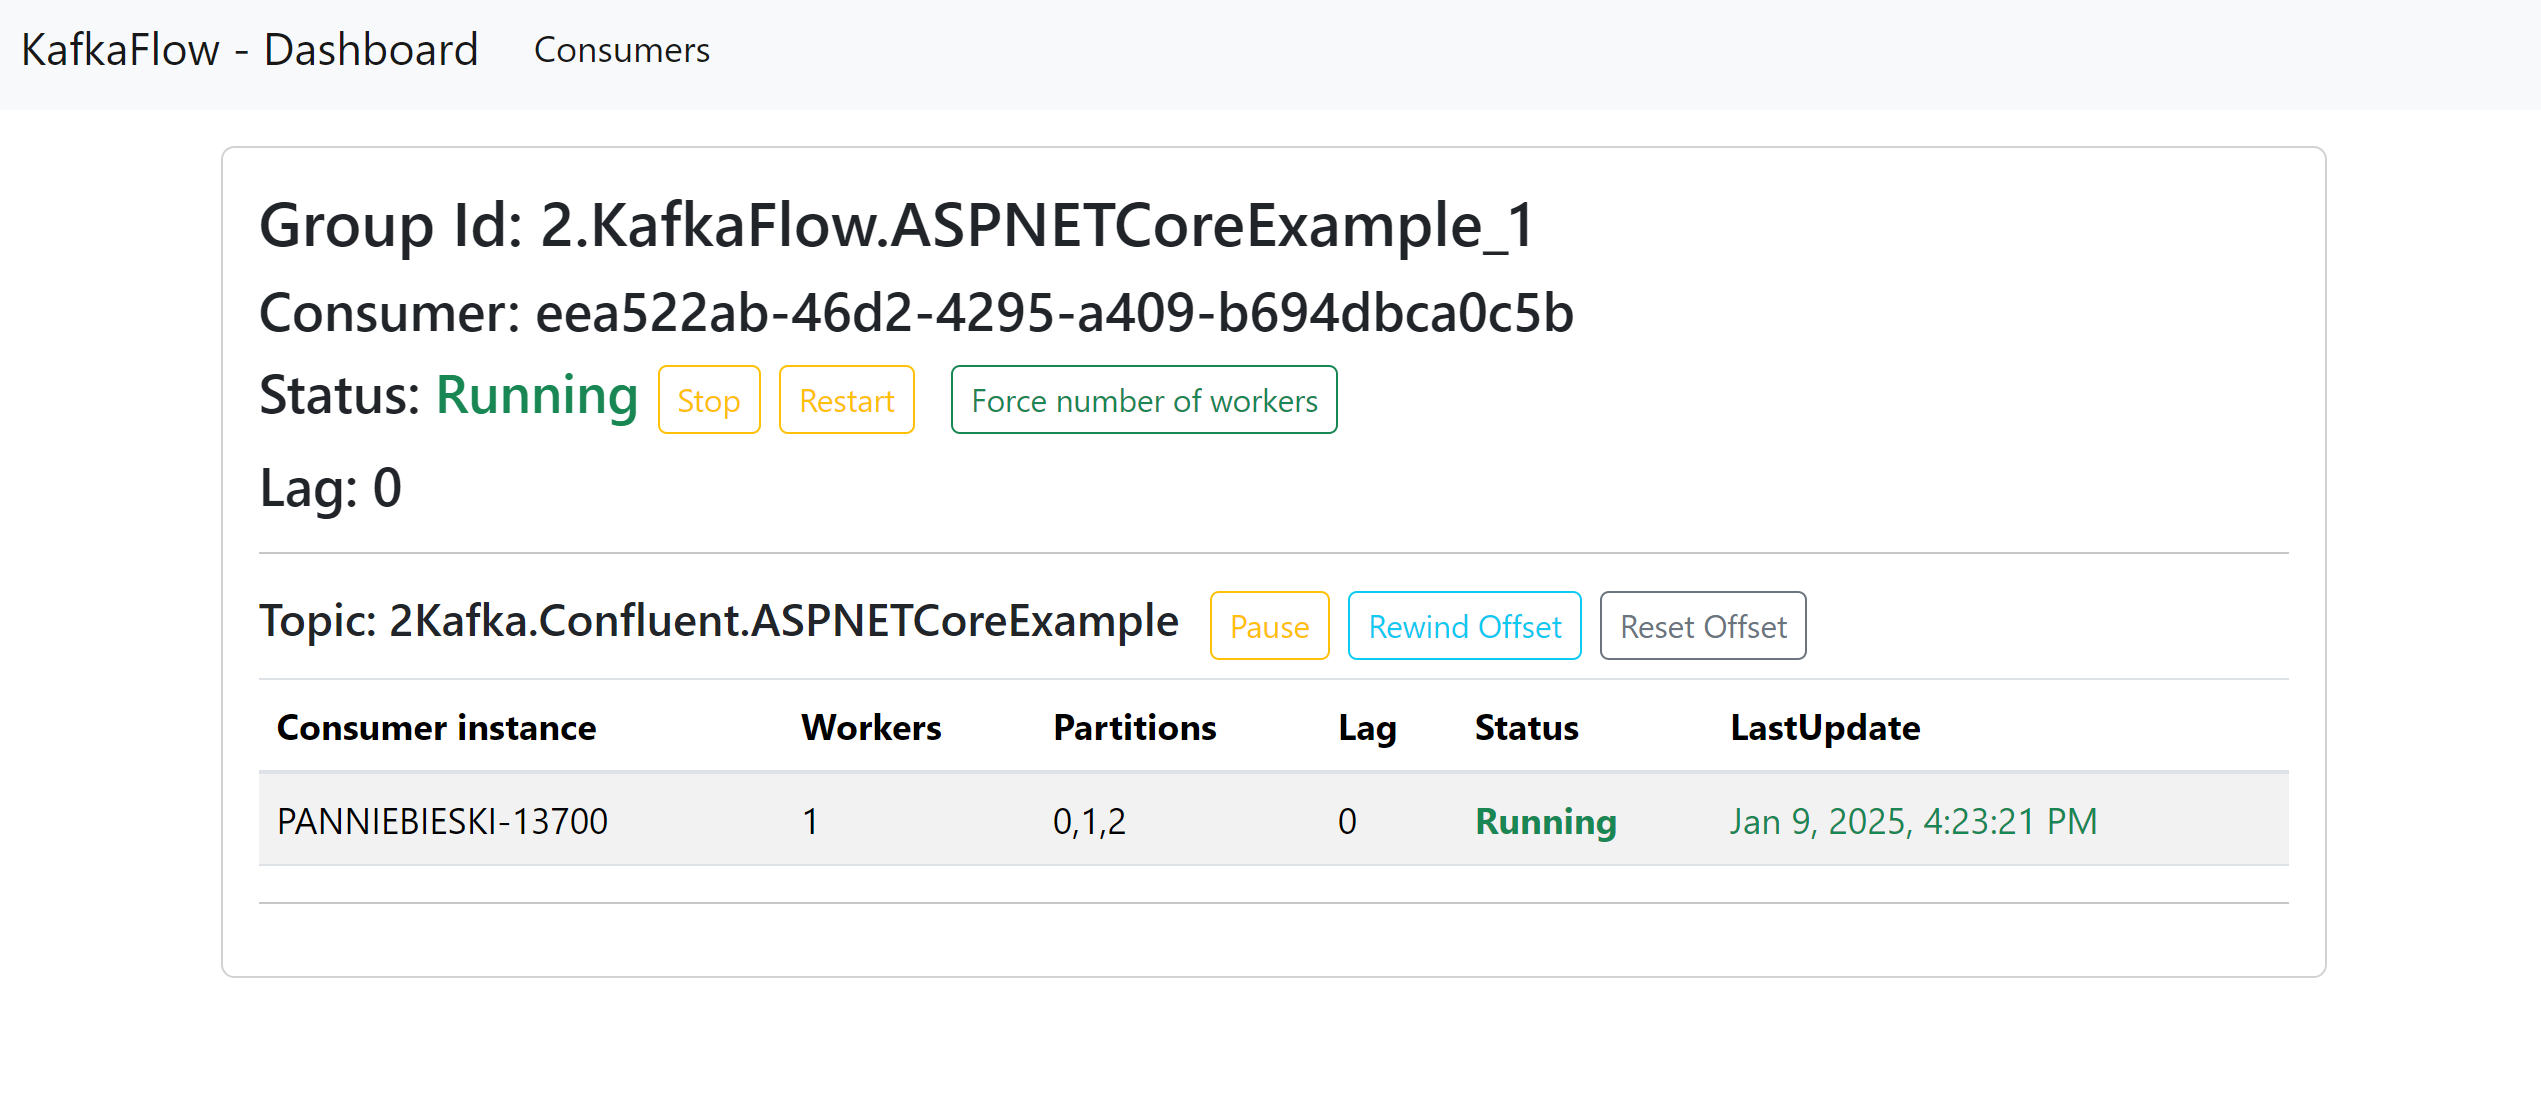 KafkaFlow - Dashboard Consumers
Group Id: 2.KafkaFlow.ASPNETCoreExample_1
Consumer: eea522ab-46d2-4295-a409-b694dbca0c5b
Status: Running Stop Restart Force number of workers
Lag: 0
Topic: 2Kafka.Confluent.ASPNETCoreExample Pause Rewind Offset Reset Offset
Consumer instance Workers Partitions Lag Status LastUpdate
PANNIEBIESKI-13700 1 0,1,2 0 Running Jan 9, 2025, 4:23:21 PM